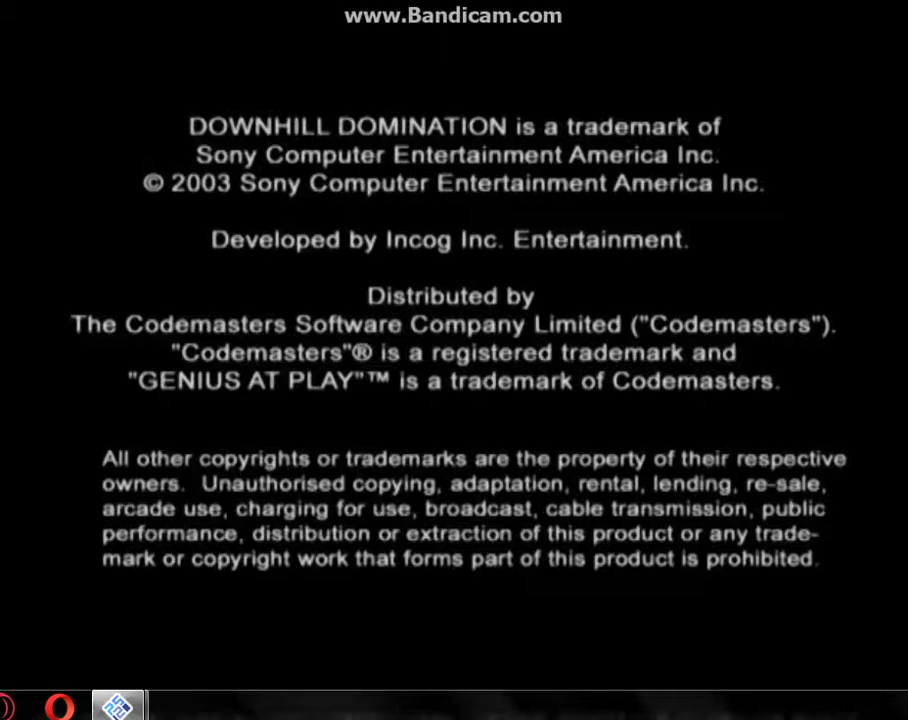 www.Bandicam.com
DOWNHILL DOMINATION is a trademark of
Sony Computer Entertainment America Inc.
© 2003 Sony Computer Entertainment America Inc.
Developed by Incog Inc. Entertainment.
Distributed by
The Codemasters Software Company Limited ("Codemasters").
"Codemasters"® is a registered trademark and
"GENIUS AT PLAY"™ is a trademark of Codemasters.
All other copyrights or trademarks are the property of their respective
owners. Unauthorised copying, adaptation, rental, lending, re-sale,
arcade use, charging for use, broadcast, cable transmission, public
performance, distribution or extraction of this product or any trade-
mark or copyright work that forms part of this product is prohibited.